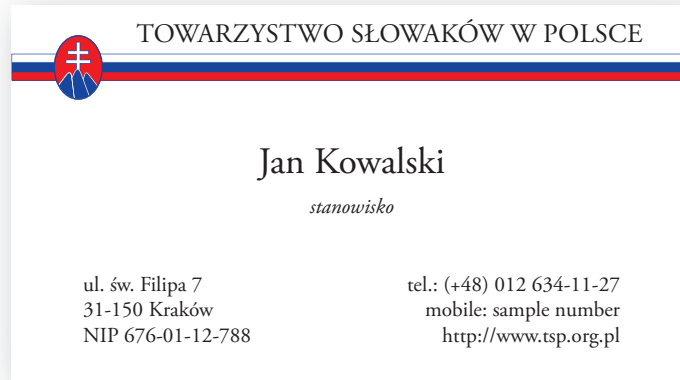 TOWARZYSTWO SŁOWAKÓW W POLSCE
Jan Kowalski
stanowisko
ul. św. Filipa 7
31-150 Kraków
NIP 676-01-12-788
tel.: (+48) 012 634-11-27
mobile: sample number
http://www.tsp.org.pl